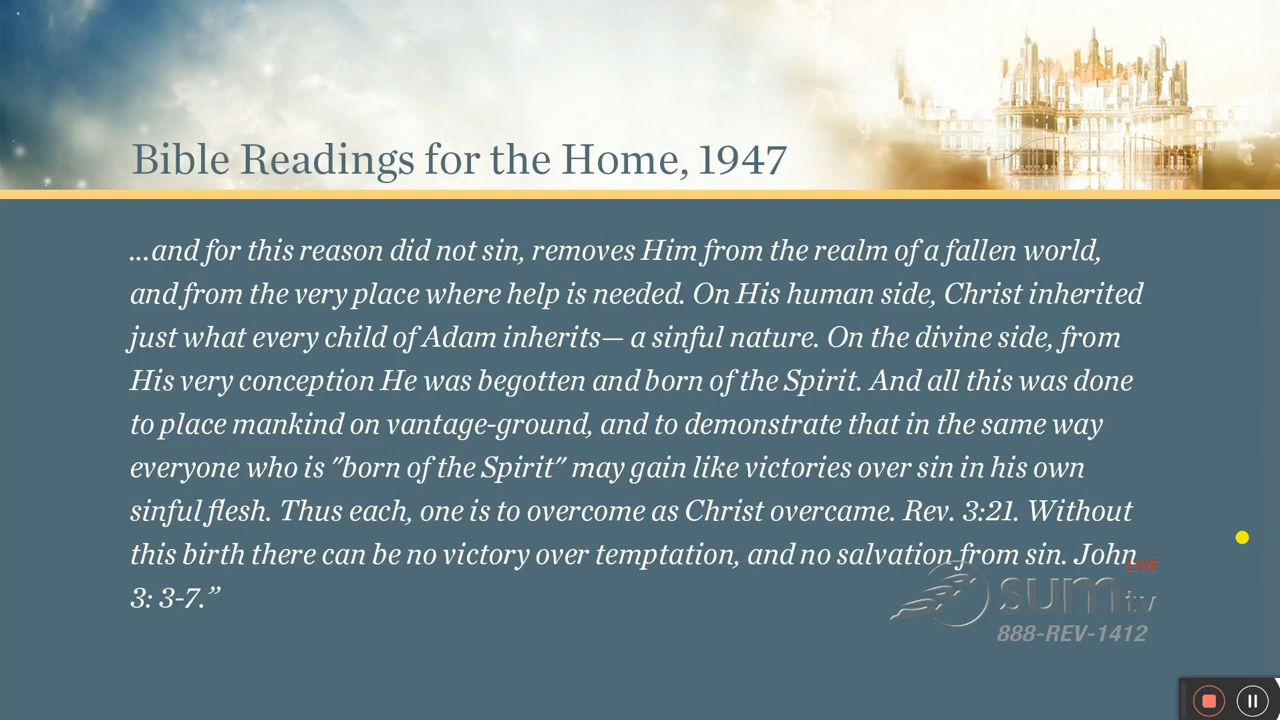 Bible Readings for the Home, 1947
...and for this reason did not sin, removes Him from the realm of a fallen world,
and from the very place where help is needed. On His human side, Christ inherited
just what every child of Adam inherits— a sinful nature. On the divine side, from
His very conception He was begotten and born of the Spirit. And all this was done
to place mankind on vantage-ground, and to demonstrate that in the same way
everyone who is "born of the Spirit" may gain like victories over sin in his own
sinful flesh. Thus each, one is to overcome as Christ overcame. Rev. 3:21. Without
this birth there can be no victory over temptation, and no salvation from sin. John
3: 3-7.”
LIVE
sumtv
888-REV-1412